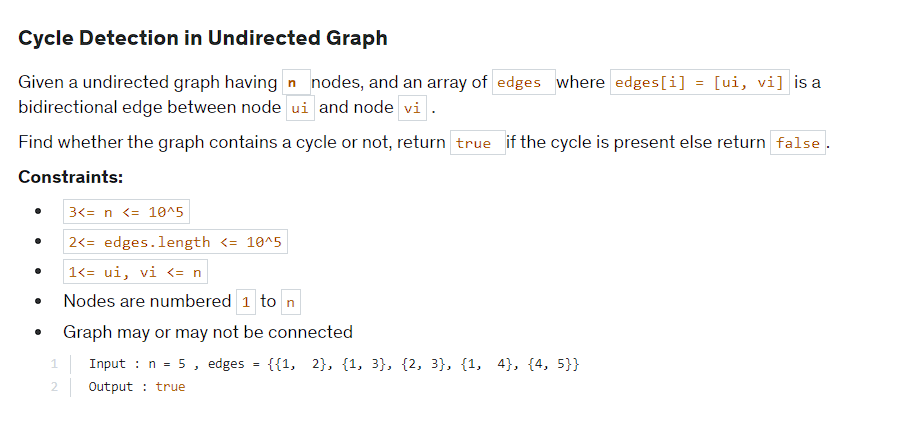 Cycle Detection in Undirected Graph
Given a undirected graph having n nodes, and an array of edges where edges[i] = [ui, vi] is a
bidirectional edge between node ui and node vi .
Find whether the graph contains a cycle or not, return true if the cycle is present else return false .
Constraints:
• 3<= n <= 10^5
• 2<= edges.length <= 10^5
• 1<= ui, vi <= n
• Nodes are numbered 1 to n
• Graph may or may not be connected
1 Input : n = 5 , edges = {{1, 2}, {1, 3}, {2, 3}, {1, 4}, {4, 5}}
2 Output : true